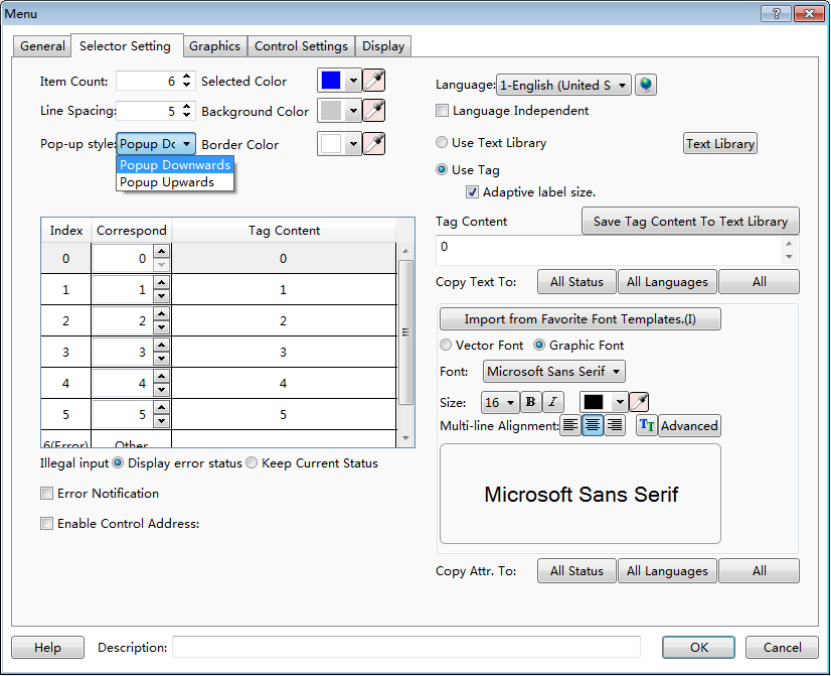 Menu
General Selector Setting Graphics Control Settings Display
Item Count: 6 Selected Color
Line Spacing: 5 Background Color
Pop-up style: Popup Dc Border Color
Popup Downwards
Popup Upwards
Index Correspond Tag Content
0 0 0
1 1 1
2 2 2
3 3 3
4 4 4
5 5 5
6(Error) Other
Illegal input Display error status Keep Current Status
Error Notification
Enable Control Address:
Language: 1-English (United S
Language Independent
Use Text Library Text Library
Use Tag
Adaptive label size.
Tag Content Save Tag Content To Text Library
0
Copy Text To: All Status All Languages All
Import from Favorite Font Templates.(I)
Vector Font Graphic Font
Font: Microsoft Sans Serif
Size: 16 B I
Multi-line Alignment: TT Advanced
Microsoft Sans Serif
Copy Attr. To: All Status All Languages All
Help Description: OK Cancel